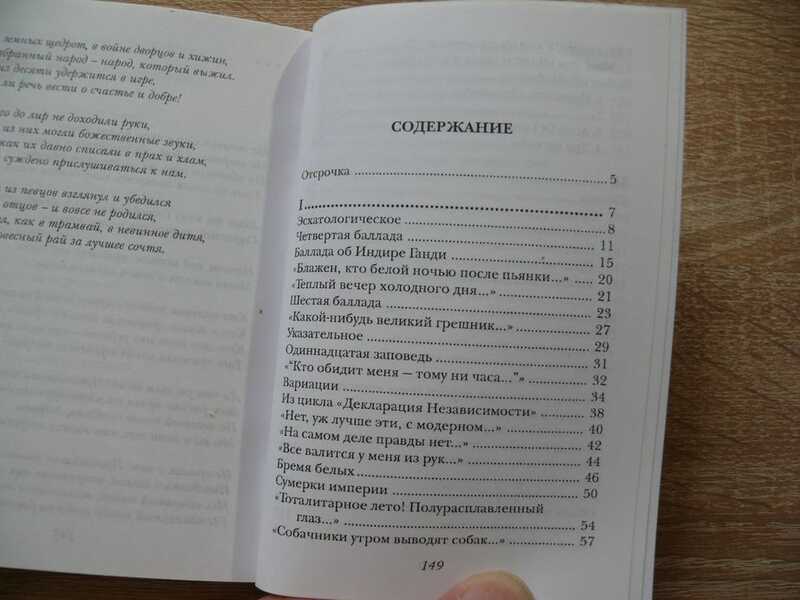 земных щедрот, в войне дворцов и хижин,
бранный народ – народ, который выжил.
из десяти удержится в игре,
ли речь вести о счастье и добре!
го до лир не доходили руки,
из них могли божественные звуки,
как их давно списали в прах и хлам,
суждено прислушиваться к нам.
из певцов взглянул и убедился
отцов – и вовсе не родился,
л, как в трамвай, в невинное дитя,
овесный рай за лучшее сочтя.
СОДЕРЖАНИЕ
Отсрочка ..... 5
I ..... 7
Эсхатологическое ..... 8
Четвертая баллада ..... 11
Баллада об Индире Ганди ..... 15
«Блажен, кто белой ночью после пьянки...» ..... 20
«Теплый вечер холодного дня...» ..... 21
Шестая баллада ..... 23
«Какой-нибудь великий грешник...» ..... 27
Указательное ..... 29
Одиннадцатая заповедь ..... 31
«“Кто обидит меня — тому ни часа...”» ..... 32
Вариации ..... 34
Из цикла «Декларация Независимости» ..... 38
«Нет, уж лучше эти, с модерном...» ..... 40
«На самом деле правды нет...» ..... 42
«Все валится у меня из рук...» ..... 44
Бремя белых ..... 46
Сумерки империи ..... 50
«Тоталитарное лето! Полурасплавленный
глаз...» ..... 54
«Собачники утром выводят собак...» ..... 57
149